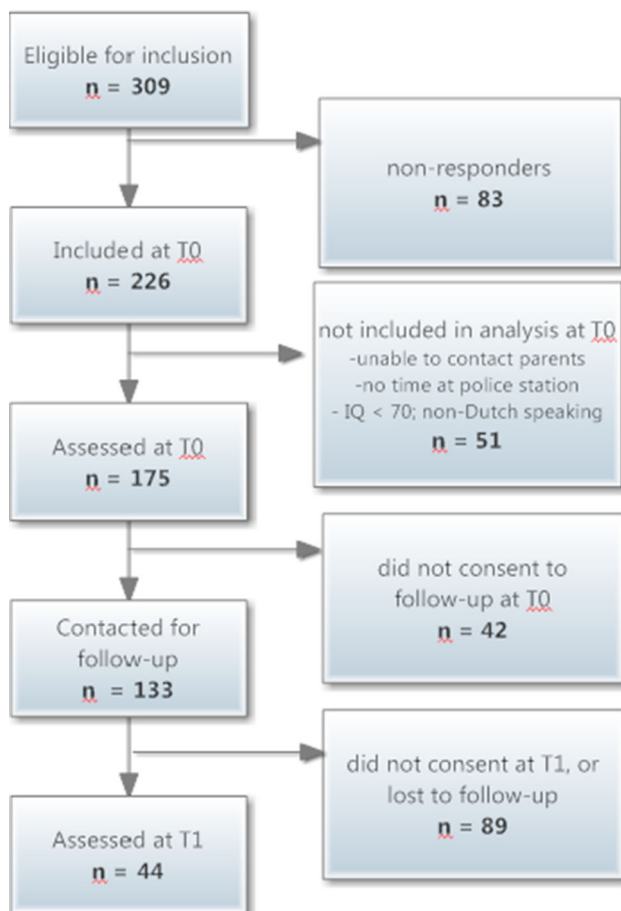 Eligible for inclusion
n = 309
non-responders
n = 83
Included at T0
n = 226
not included in analysis at T0
-unable to contact parents
-no time at police station
- IQ < 70; non-Dutch speaking
n = 51
Assessed at T0
n = 175
did not consent to
follow-up at T0
n = 42
Contacted for
follow-up
n = 133
did not consent at T1, or
lost to follow-up
n = 89
Assessed at T1
n = 44